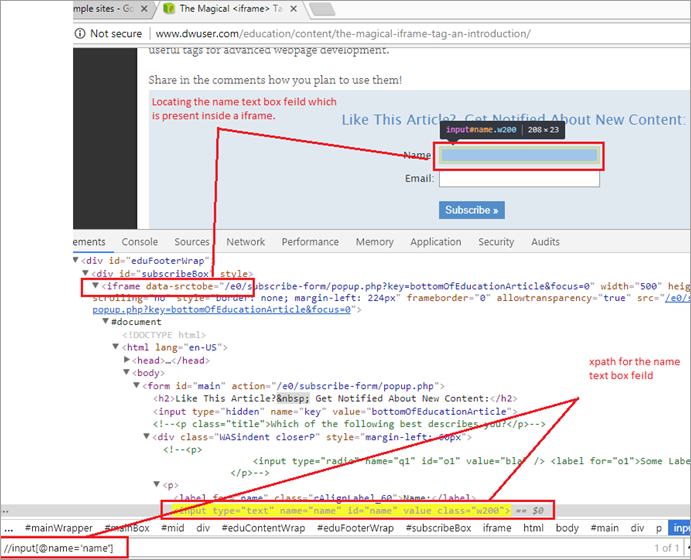 mple sites - Go
The Magical <iframe> Ta
Not secure
www.dwuser.com/education/content/the-magical-iframe-tag-an-introduction/
useful tags for advanced webpage development.
Share in the comments how you plan to use them!
Locating the name text box feild which
is present inside a iframe.
Like This Article? Get Notified About New Content:
input#name.w200 208 × 23
Name
Email:
Subscribe »
ements Console Sources Network Performance Memory Application Security Audits
<div id="eduFooterWrap">
<div id="subscribeBox" style>
<iframe data-srctobe="/e0/subscribe-form/popup.php?key=bottomOfEducationArticle&focus=0" width="500" heig
scrolling="no" style="border: none; margin-left: 224px" frameborder="0" allowtransparency="true" src="/e0/s
popup.php?key=bottomOfEducationArticle&focus=0">
#document
<!DOCTYPE html>
<html lang="en-US">
<head>…</head>
<body>
<form id="main" action="/e0/subscribe-form/popup.php">
<h2>Like This Article?&nbsp; Get Notified About New Content:</h2>
<input type="hidden" name="key" value="bottomOfEducationArticle">
<!--<p class="title">Which of the following best describes you?</p>-->
<div class="WASindent closerP" style="margin-left: 60px">
<!--<p>
<input type="radio" name="q1" id="o1" value="bla" /> <label for="o1">Some Label
</p>-->
<p>
<label for="name" class="rAlignLabel_60">Name:</label>
<input type="text" name="name" id="name" value class="w200"> == $0
xpath for the name
text box feild
... #mainWrapper #mainBox #mid div #eduContentWrap #eduFooterWrap #subscribeBox iframe html body #main div p inpu
//input[@name='name']
1 of 1